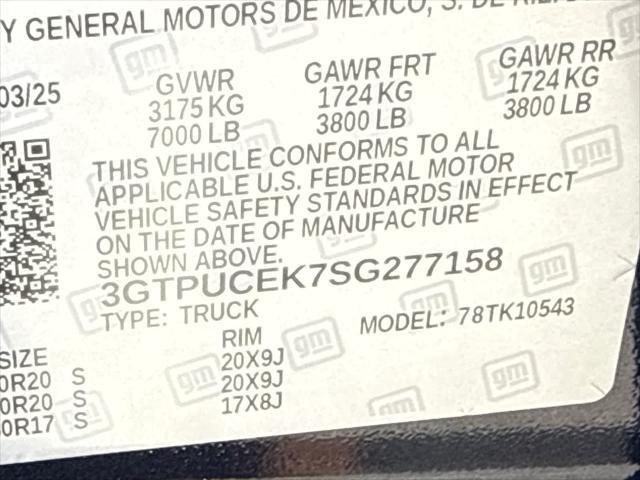 Y GENERAL MOTORS DE MEXICO, S. DE R.L.
03/25 GVWR GAWR FRT GAWR RR
3175 KG 1724 KG 1724 KG
7000 LB 3800 LB 3800 LB
THIS VEHICLE CONFORMS TO ALL
APPLICABLE U.S. FEDERAL MOTOR
VEHICLE SAFETY STANDARDS IN EFFECT
ON THE DATE OF MANUFACTURE
SHOWN ABOVE.
3GTPUCEK7SG277158
TYPE: TRUCK MODEL: 78TK10543
SIZE RIM
0R20 S 20X9J
0R20 S 20X9J
0R17 S 17X8J
gm